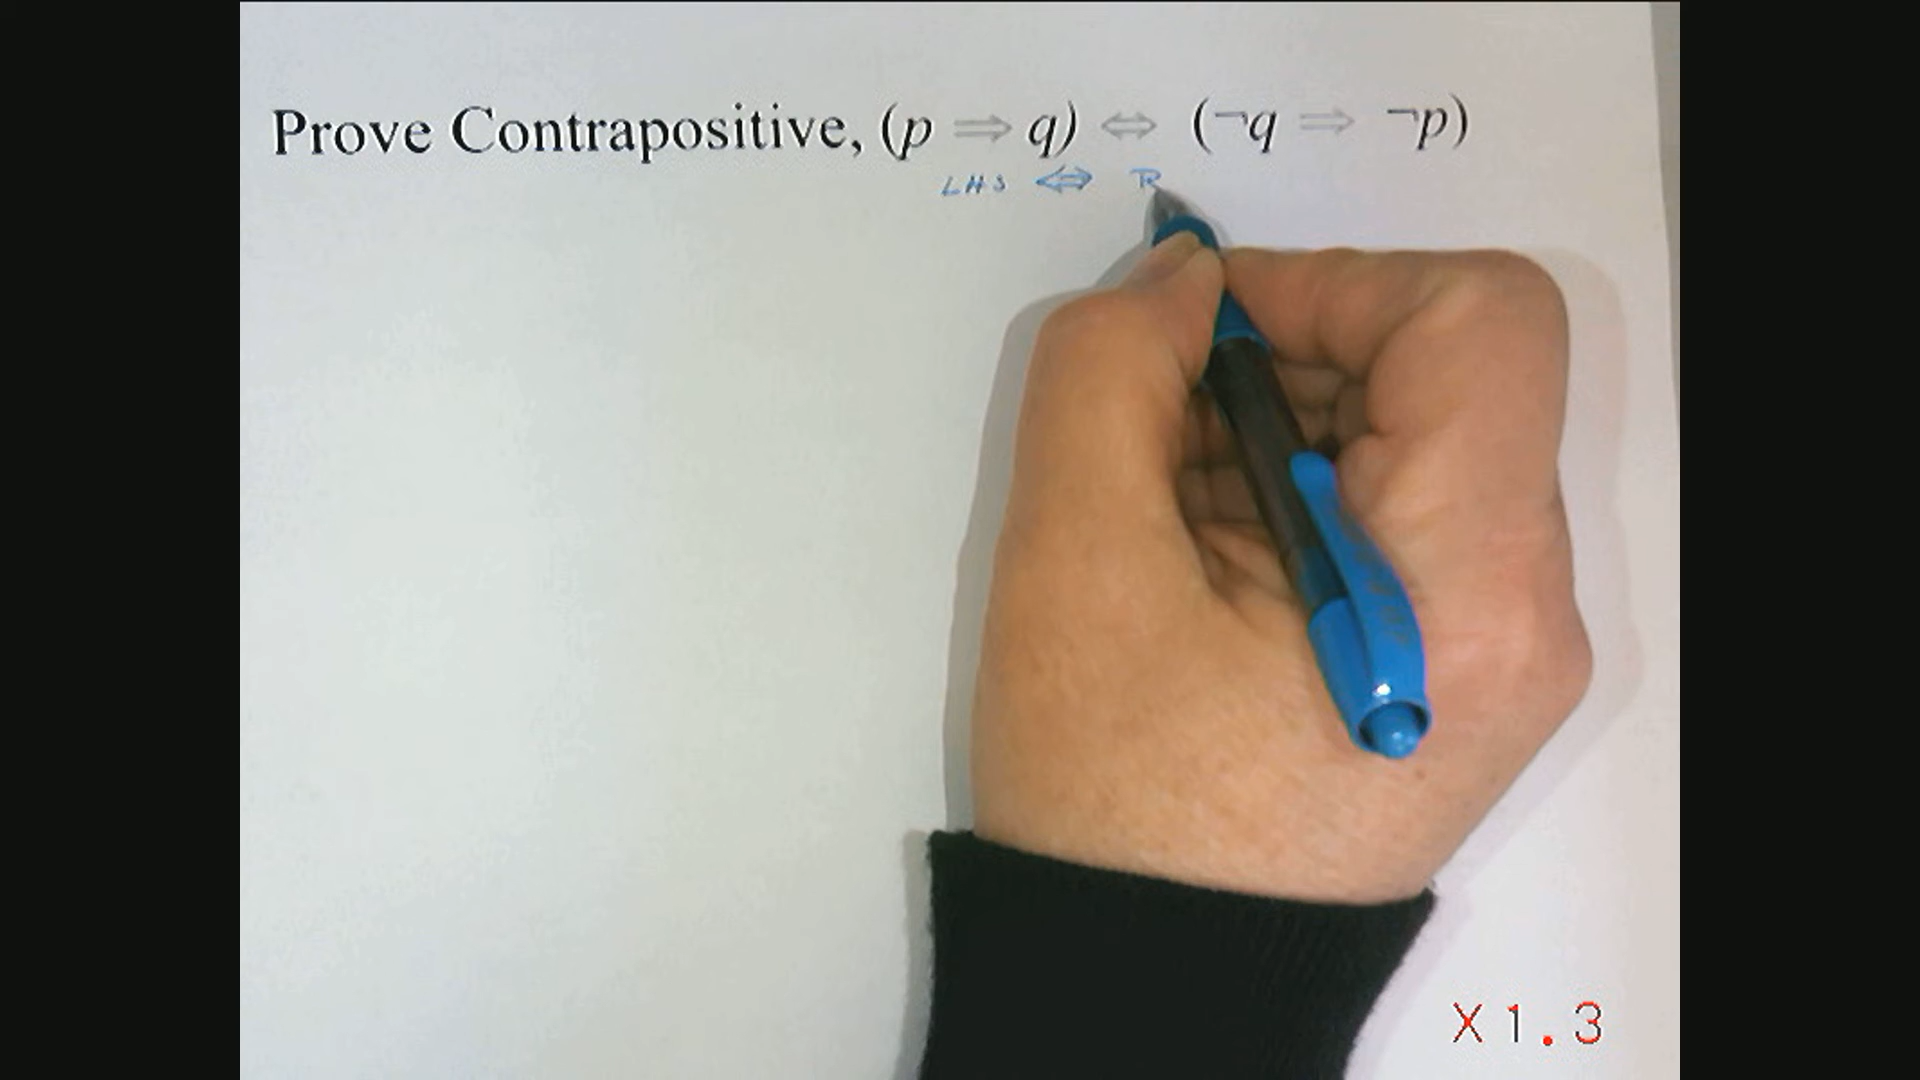 Prove Contrapositive, (p ⇒ q) ⇔ (¬q ⇒ ¬p)
LHS ⇔ R
X1.3